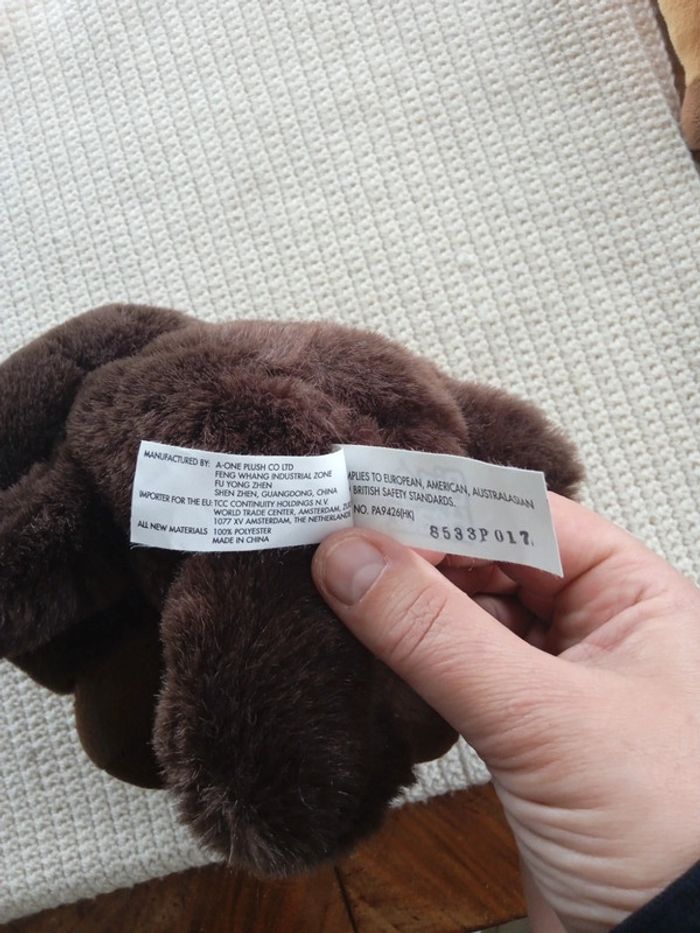 MANUFACTURED BY: A-ONE PLUSH CO LTD
FENG WHANG INDUSTRIAL ZONE
FU YONG ZHEN
SHEN ZHEN, GUANGDONG, CHINA
IMPORTER FOR THE EU: TCC CONTINUITY HOLDINGS N.V.
WORLD TRADE CENTER, AMSTERDAM,
1077 XV AMSTERDAM, THE NETHERLANDS
ALL NEW MATERIALS 100% POLYESTER
MADE IN CHINA
MPLIES TO EUROPEAN, AMERICAN, AUSTRALASIAN
BRITISH SAFETY STANDARDS.
NO. PA9426(HK)
8533P017.